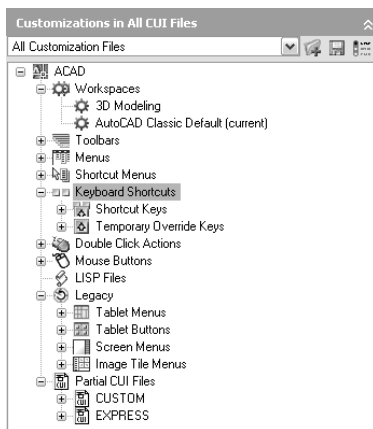 Customizations in All CUI Files
All Customization Files
ACAD
Workspaces
3D Modeling
AutoCAD Classic Default (current)
Toolbars
Menus
Shortcut Menus
Keyboard Shortcuts
Shortcut Keys
Temporary Override Keys
Double Click Actions
Mouse Buttons
LISP Files
Legacy
Tablet Menus
Tablet Buttons
Screen Menus
Image Tile Menus
Partial CUI Files
CUSTOM
EXPRESS